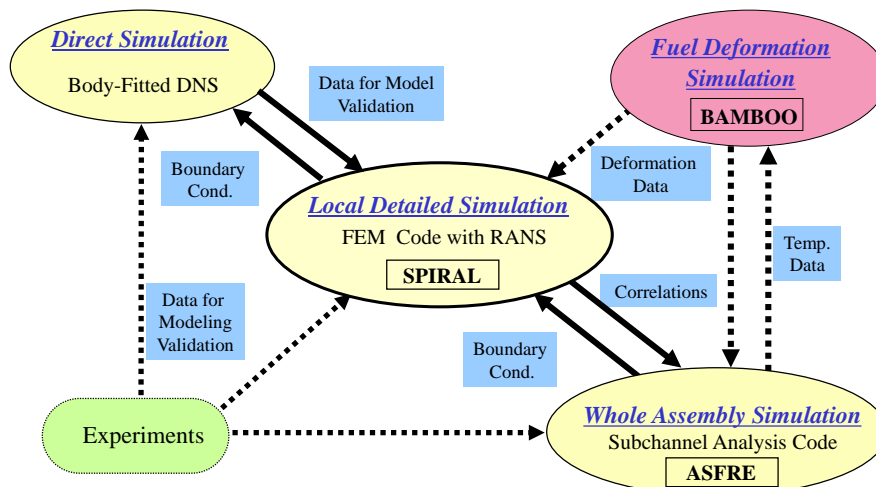 Direct Simulation
Body-Fitted DNS
Data for Model
Validation
Fuel Deformation
Simulation
BAMBOO
Boundary
Cond.
Deformation
Data
Local Detailed Simulation
FEM Code with RANS
SPIRAL
Temp.
Data
Data for
Modeling
Validation
Correlations
Boundary
Cond.
Experiments
Whole Assembly Simulation
Subchannel Analysis Code
ASFRE